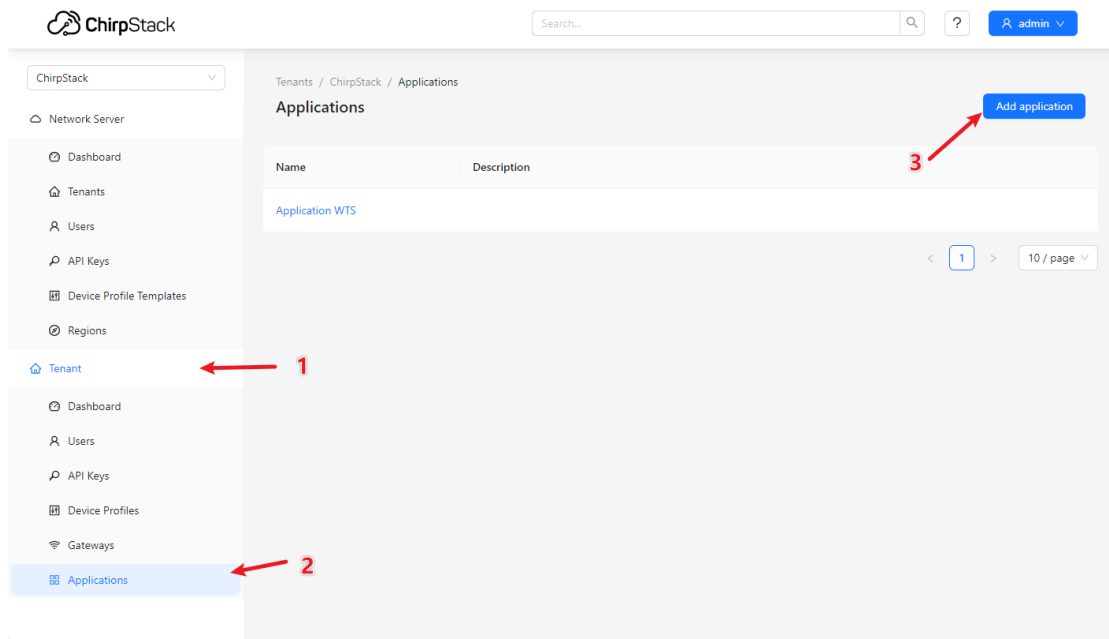 ChirpStack
Search...
?
admin
ChirpStack
Network Server
Dashboard
Tenants
Users
API Keys
Device Profile Templates
Regions
Tenant
1
Dashboard
Users
API Keys
Device Profiles
Gateways
Applications
2
Tenants / ChirpStack / Applications
Applications
Add application
3
Name Description
Application WTS
< 1 > 10 / page